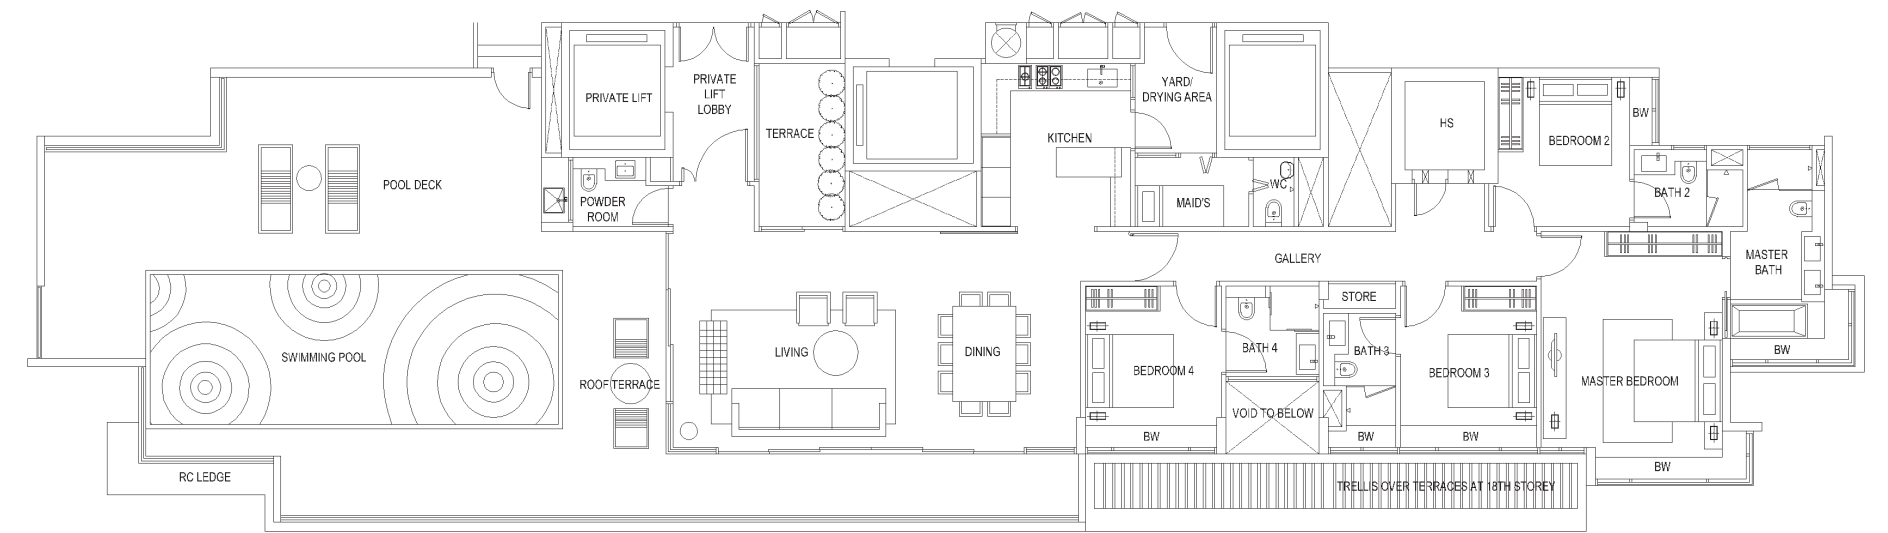 PRIVATE LIFT
PRIVATE
LIFT
LOBBY
TERRACE
YARD/
DRYING AREA
KITCHEN
HS
BEDROOM 2
BW
POOL DECK
POWDER
ROOM
MAID'S
WC
BATH 2
MASTER
BATH
GALLERY
STORE
SWIMMING POOL
ROOF TERRACE
LIVING
DINING
BEDROOM 4
BATH 4
BATH 3
BEDROOM 3
MASTER BEDROOM
BW
VOID TO BELOW
BW
BW
BW
BW
RC LEDGE
TRELLIS OVER TERRACES AT 18TH STOREY